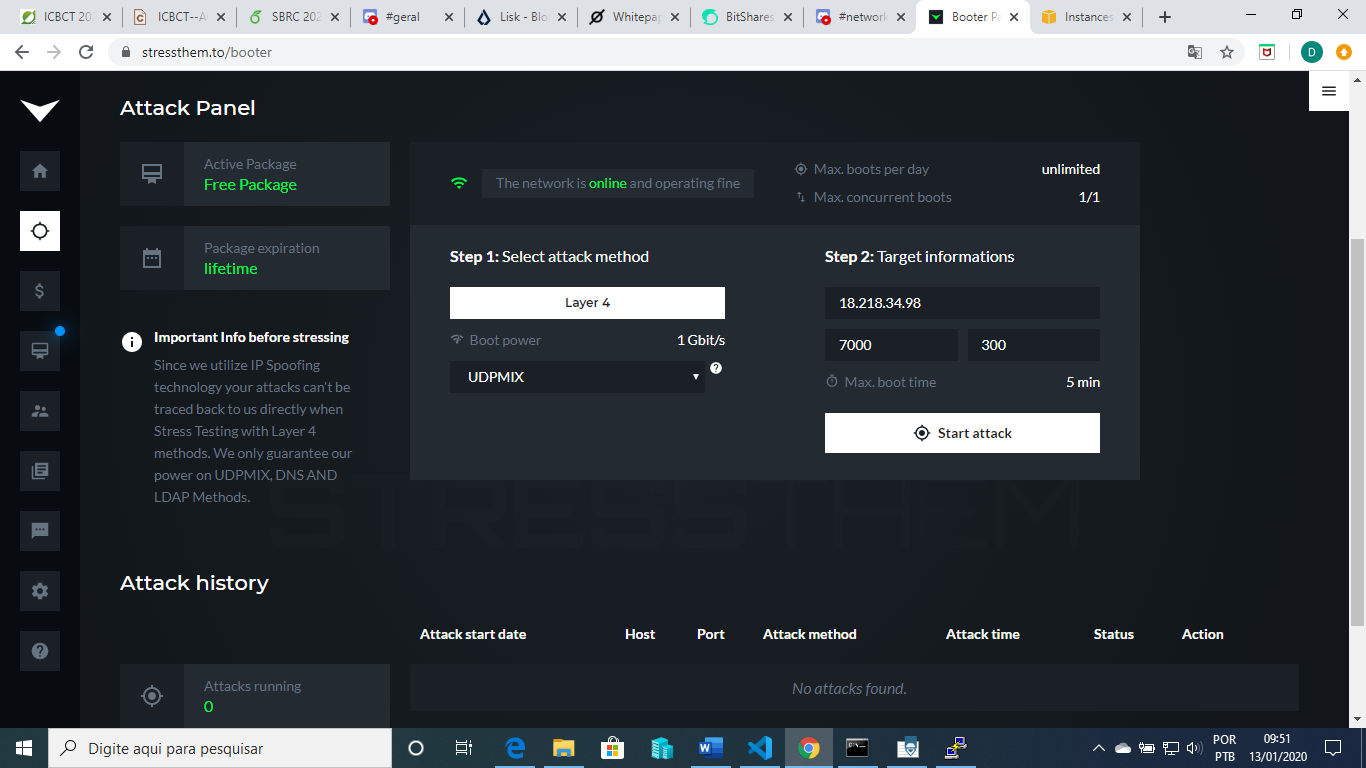 ICBCT 202
ICBCT--A
SBRC 202
#geral
Lisk - Blo
Whitepap
BitShares
#network
Booter Pa
Instances
stressthem.to/booter
D
Attack Panel
Active Package
Free Package
Package expiration
lifetime
Important Info before stressing
Since we utilize IP Spoofing
technology your attacks can't be
traced back to us directly when
Stress Testing with Layer 4
methods. We only guarantee our
power on UDPMIX, DNS AND
LDAP Methods.
The network is online and operating fine
Max. boots per day unlimited
Max. concurrent boots 1/1
Step 1: Select attack method
Layer 4
Boot power 1 Gbit/s
UDPMIX
Step 2: Target informations
18.218.34.98
7000 300
Max. boot time 5 min
Start attack
STRESSTHEM
Attack history
Attack start date Host Port Attack method Attack time Status Action
Attacks running
0
No attacks found.
Digite aqui para pesquisar
POR
PTB
09:51
13/01/2020